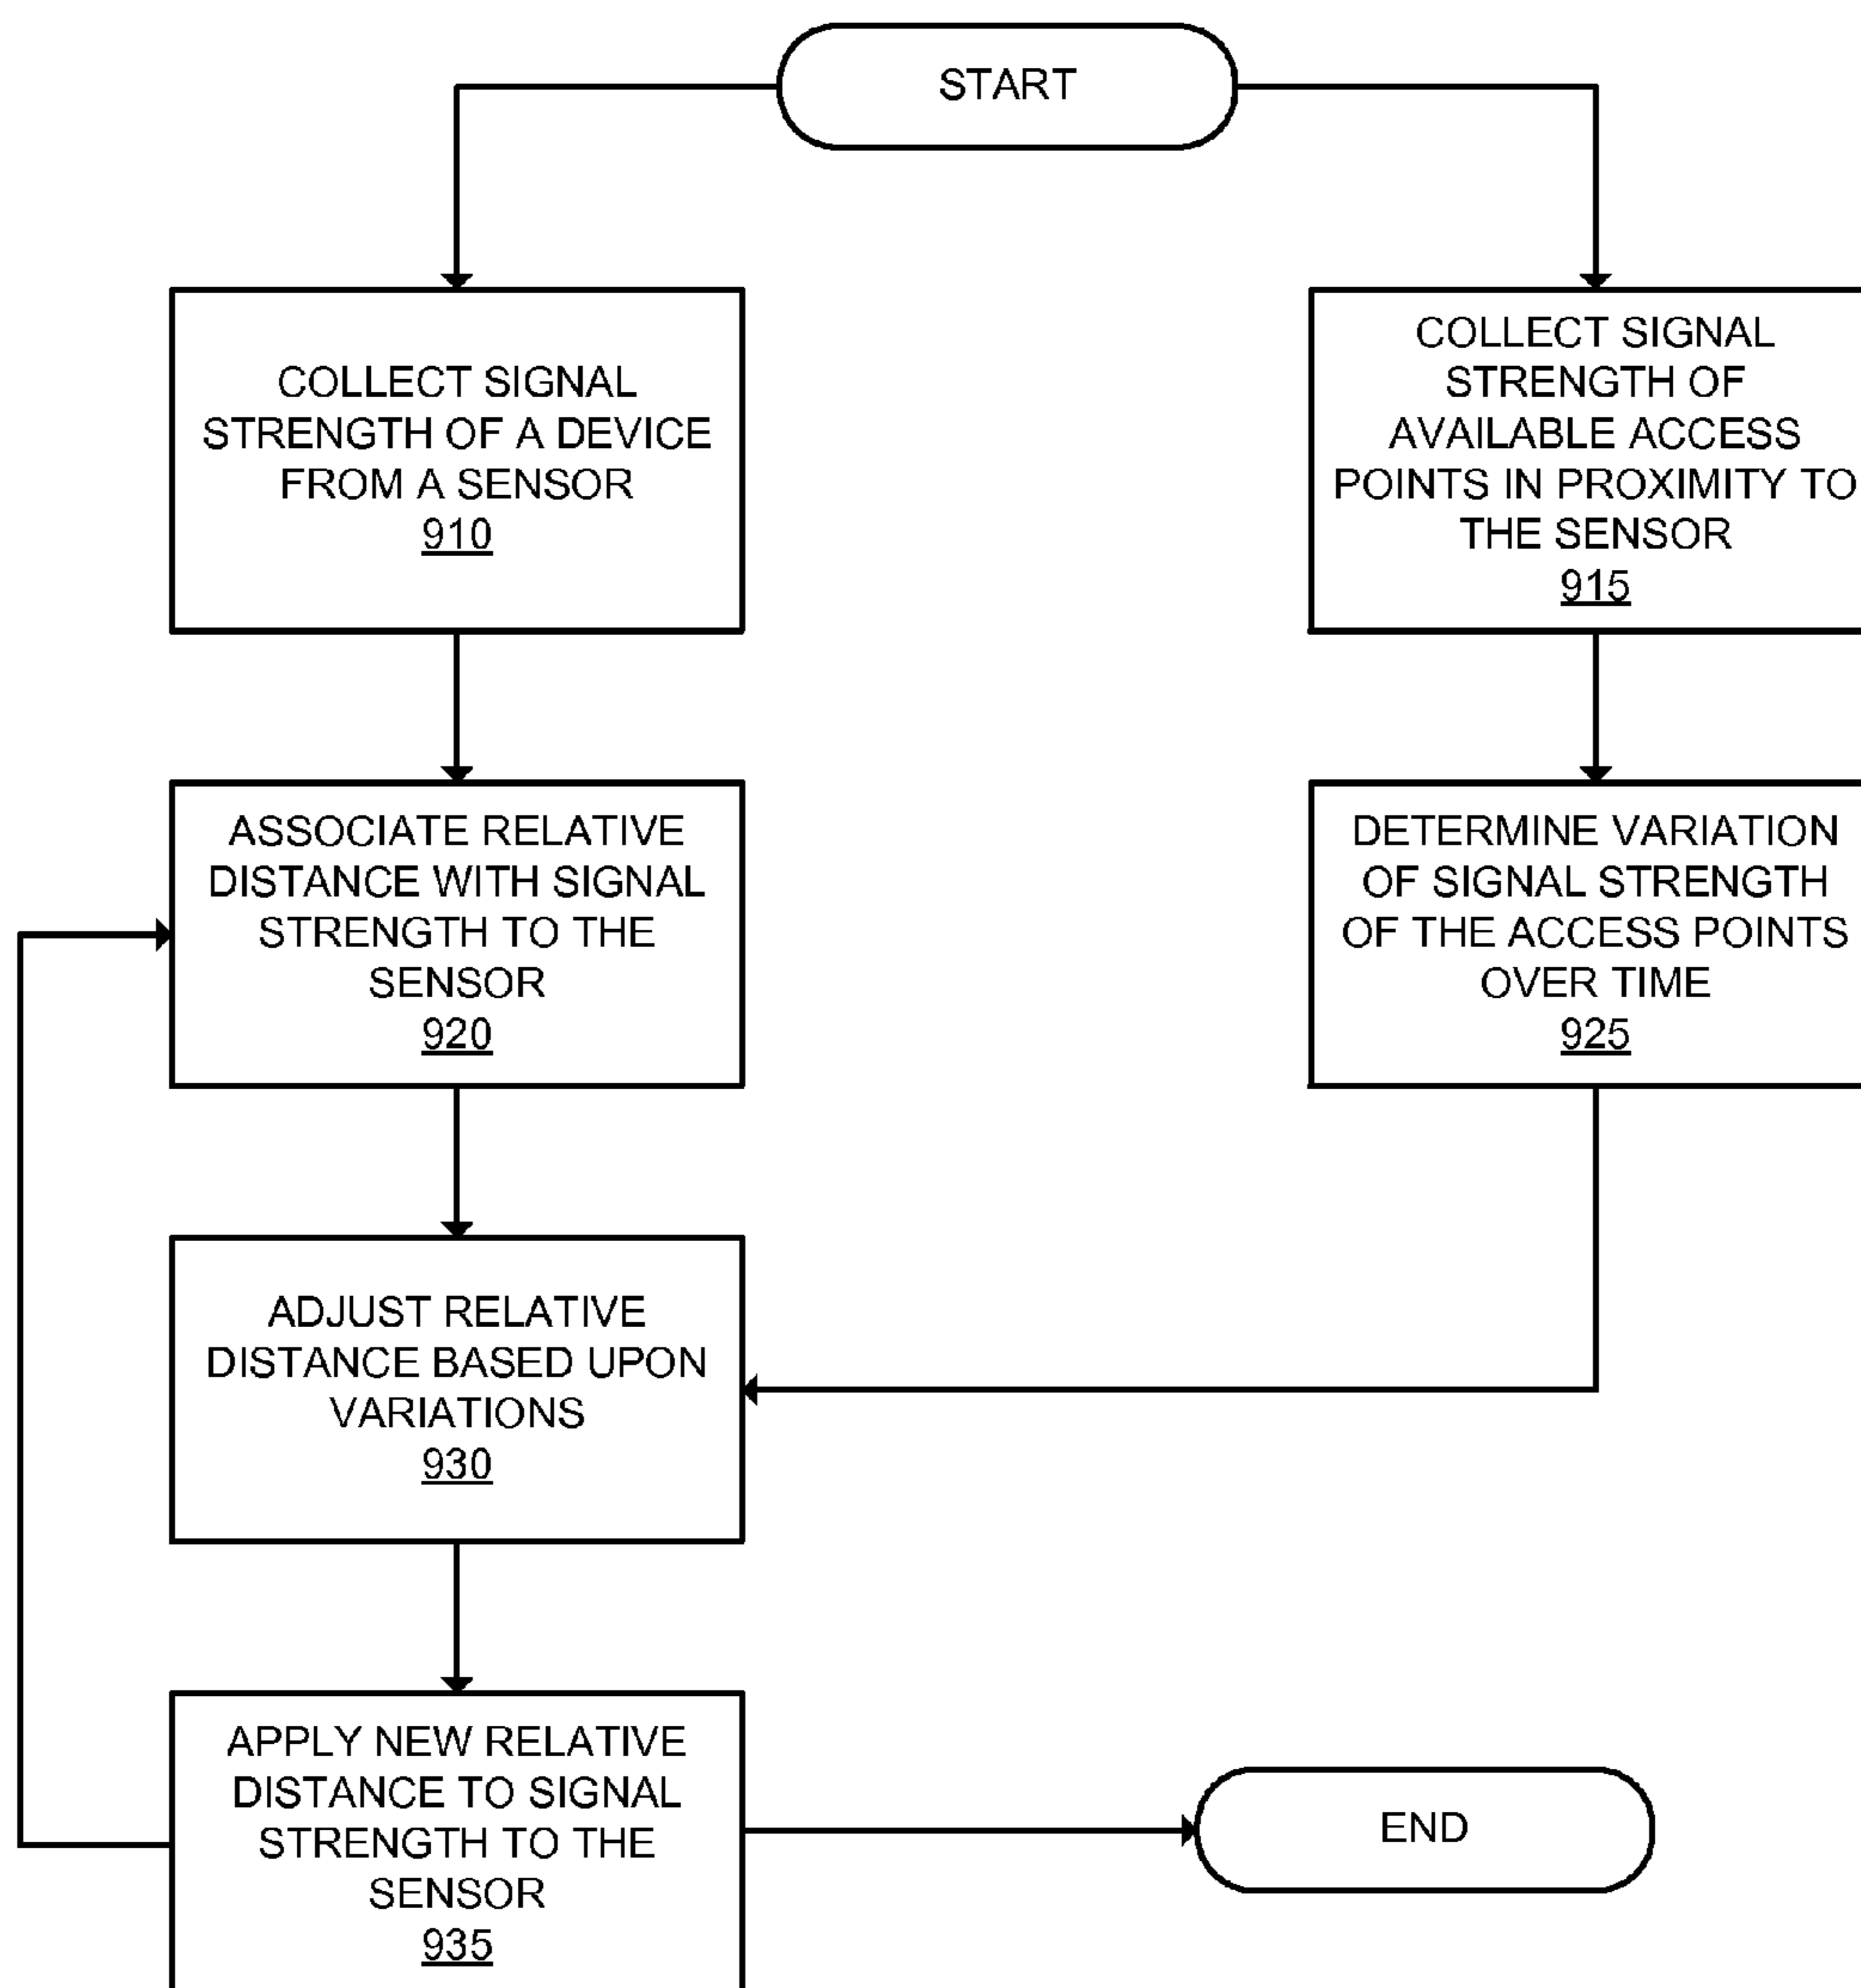 START
COLLECT SIGNAL
STRENGTH OF A DEVICE
FROM A SENSOR
910
COLLECT SIGNAL
STRENGTH OF
AVAILABLE ACCESS
POINTS IN PROXIMITY TO
THE SENSOR
915
ASSOCIATE RELATIVE
DISTANCE WITH SIGNAL
STRENGTH TO THE
SENSOR
920
DETERMINE VARIATION
OF SIGNAL STRENGTH
OF THE ACCESS POINTS
OVER TIME
925
ADJUST RELATIVE
DISTANCE BASED UPON
VARIATIONS
930
APPLY NEW RELATIVE
DISTANCE TO SIGNAL
STRENGTH TO THE
SENSOR
935
END